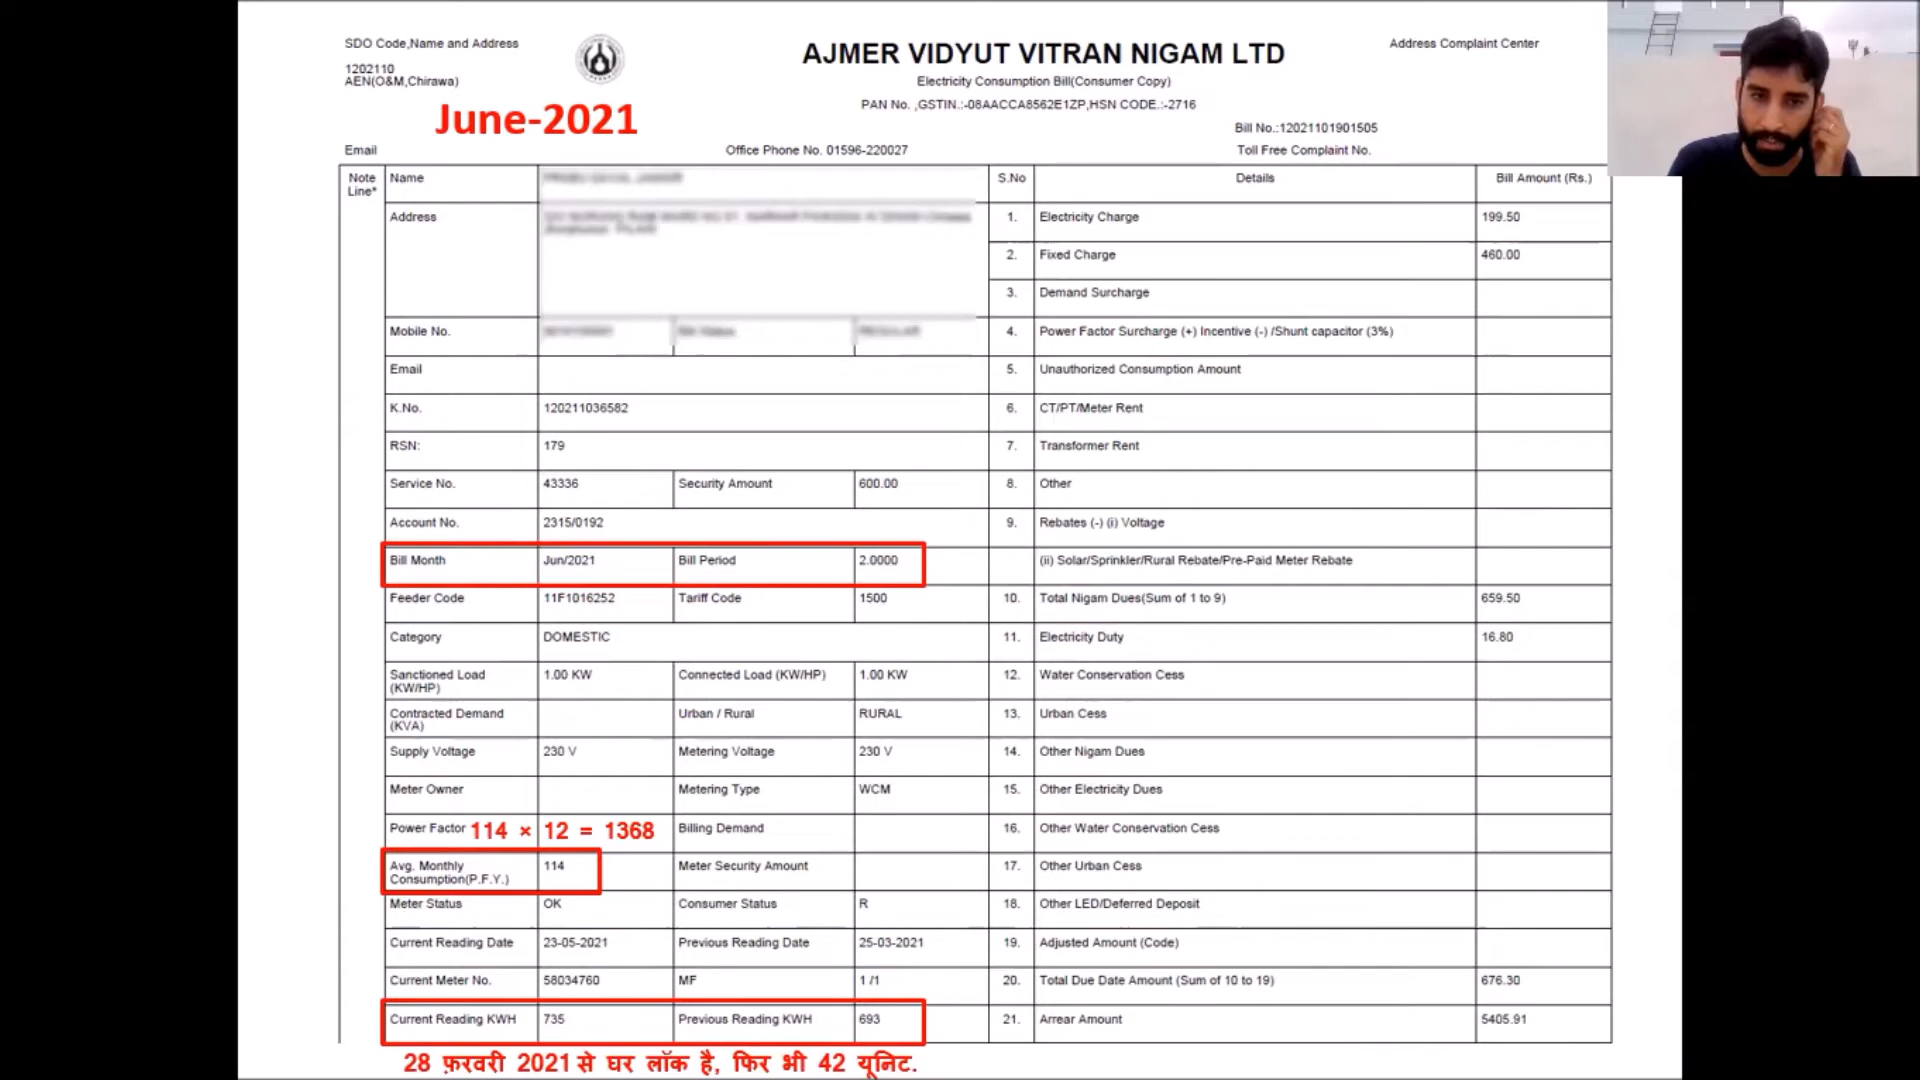 SDO Code,Name and Address
1202110
AEN(O&M,Chirawa)
AJMER VIDYUT VITRAN NIGAM LTD
Electricity Consumption Bill(Consumer Copy)
PAN No. ,GSTIN.:-08AACCA8562E1ZP,HSN CODE.:-2716
Address Complaint Center
June-2021
Bill No.:12021101901505
Email
Office Phone No. 01596-220027
Toll Free Complaint No.
Note Line* Name S.No Details Bill Amount (Rs.)
Address 1. Electricity Charge 199.50
2. Fixed Charge 460.00
3. Demand Surcharge
Mobile No. 4. Power Factor Surcharge (+) Incentive (-) /Shunt capacitor (3%)
Email 5. Unauthorized Consumption Amount
K.No. 120211036582 6. CT/PT/Meter Rent
RSN: 179 7. Transformer Rent
Service No. 43336 Security Amount 600.00 8. Other
Account No. 2315/0192 9. Rebates (-) (i) Voltage
Bill Month Jun/2021 Bill Period 2.0000 (ii) Solar/Sprinkler/Rural Rebate/Pre-Paid Meter Rebate
Feeder Code 11F1016252 Tariff Code 1500 10. Total Nigam Dues(Sum of 1 to 9) 659.50
Category DOMESTIC 11. Electricity Duty 16.80
Sanctioned Load (KW/HP) 1.00 KW Connected Load (KW/HP) 1.00 KW 12. Water Conservation Cess
Contracted Demand (KVA) Urban / Rural RURAL 13. Urban Cess
Supply Voltage 230 V Metering Voltage 230 V 14. Other Nigam Dues
Meter Owner Metering Type WCM 15. Other Electricity Dues
Power Factor 114 × 12 = 1368 Billing Demand 16. Other Water Conservation Cess
Avg. Monthly Consumption(P.F.Y.) 114 Meter Security Amount 17. Other Urban Cess
Meter Status OK Consumer Status R 18. Other LED/Deferred Deposit
Current Reading Date 23-05-2021 Previous Reading Date 25-03-2021 19. Adjusted Amount (Code)
Current Meter No. 58034760 MF 1 /1 20. Total Due Date Amount (Sum of 10 to 19) 676.30
Current Reading KWH 735 Previous Reading KWH 693 21. Arrear Amount 5405.91
28 फ़रवरी 2021 से घर लॉक है, फिर भी 42 यूनिट.